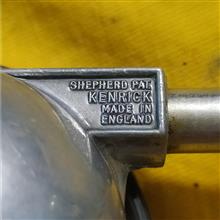 SHEPHERD PAT
KENRICK
MADE IN
ENGLAND